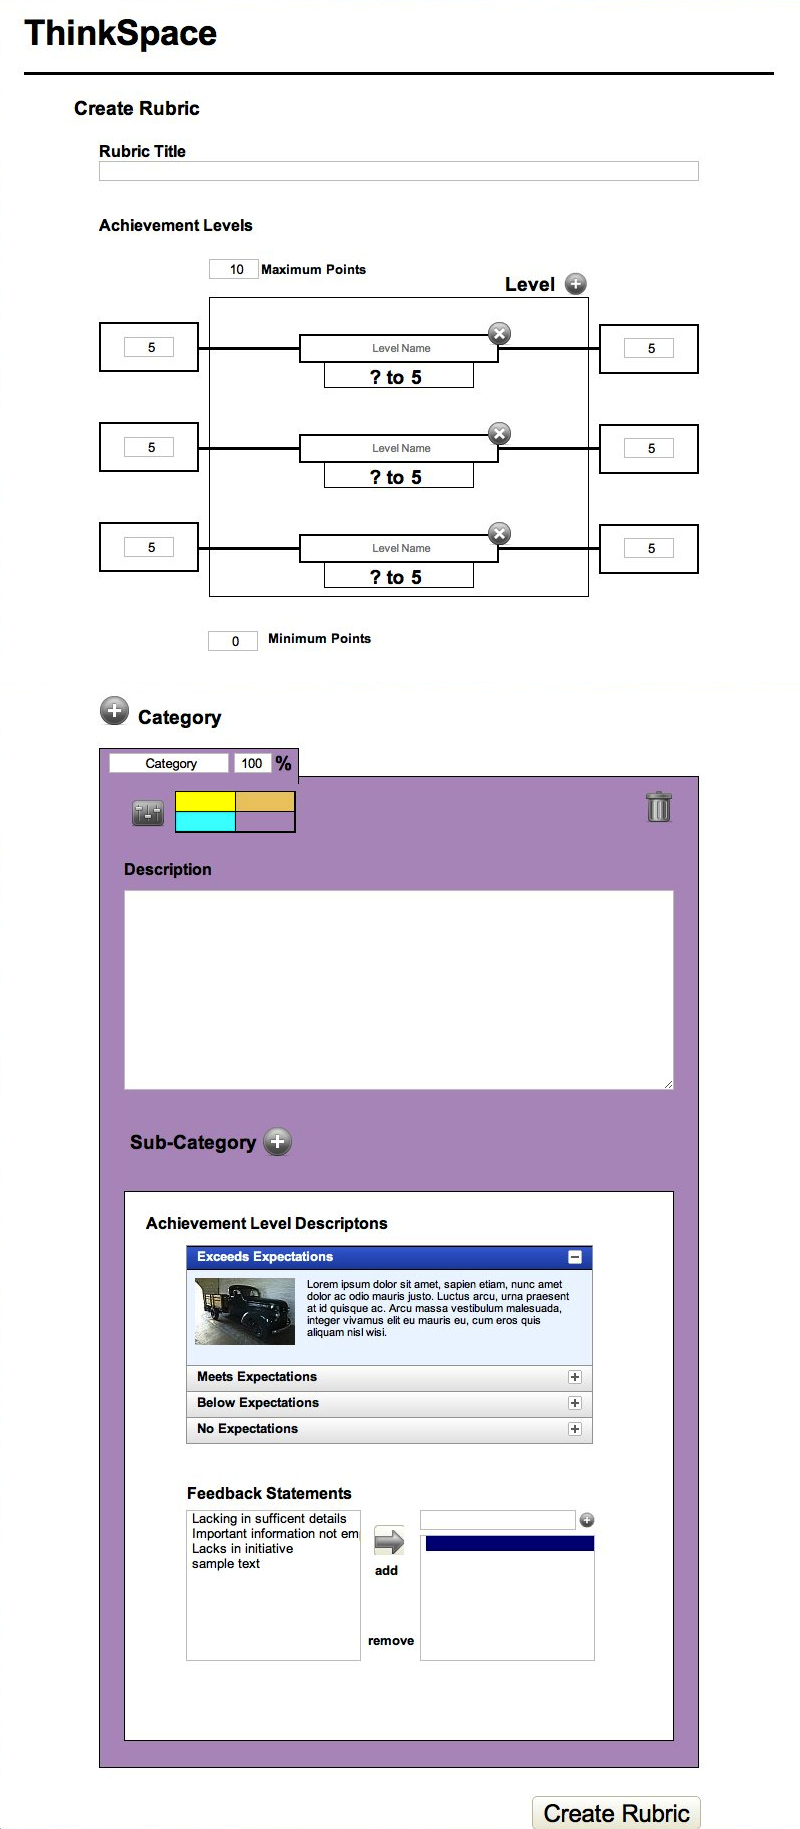 ThinkSpace
Create Rubric
Rubric Title
Achievement Levels
10 Maximum Points
Level
5 Level Name 5
? to 5
5 Level Name 5
? to 5
5 Level Name 5
? to 5
0 Minimum Points
Category
Category 100 %
Description
Sub-Category
Achievement Level Descriptons
Exceeds Expectations
Lorem ipsum dolor sit amet, sapien etiam, nunc amet
dolor ac odio mauris justo. Luctus arcu, urna praesent
at id quisque ac. Arcu massa vestibulum malesuada,
integer vivamus elit eu mauris eu, cum eros quis
aliquam nisl wisi.
Meets Expectations
Below Expectations
No Expectations
Feedback Statements
Lacking in sufficent details
Important information not em
Lacks in initiative
sample text
add
remove
Create Rubric